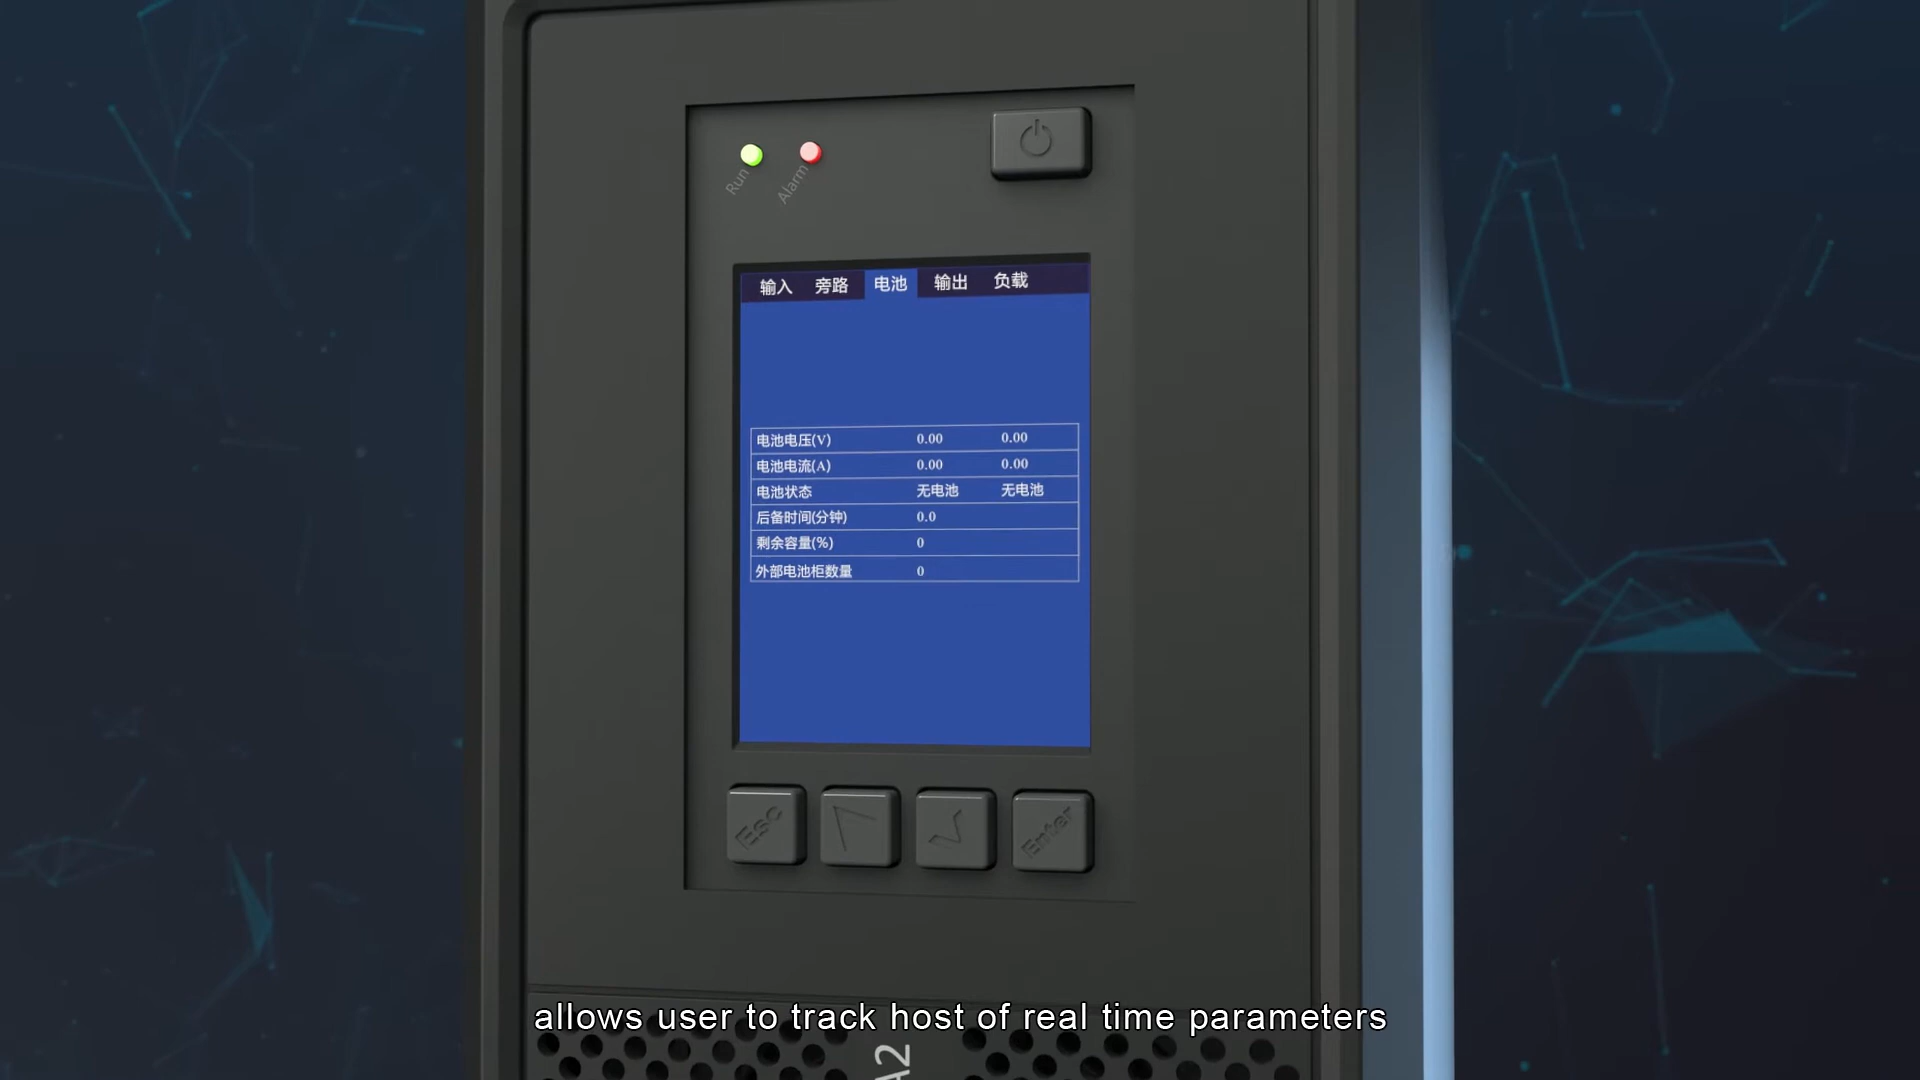 Run Alarm
输入 旁路 电池 输出 负载
电池电压(V) 0.00 0.00
电池电流(A) 0.00 0.00
电池状态 无电池 无电池
后备时间(分钟) 0.0
剩余容量(%) 0
外部电池柜数量 0
Esc Enter
allows user to track host of real time parameters
A2